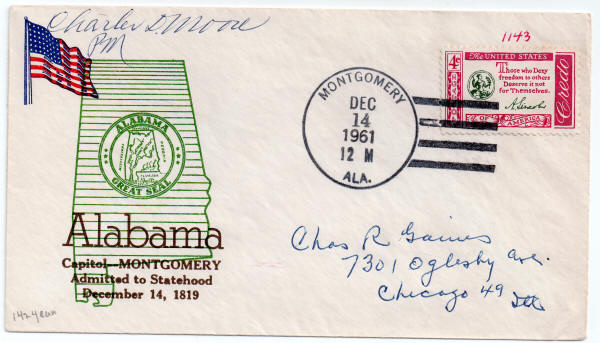 Charles D. Moore
PM
1143
The UNITED STATES
4¢
Those who Deny
freedom to others
Deserve it not
for Themselves.
A. Lincoln
Credo
OF
AMERICA
MONTGOMERY
DEC
14
1961
12 M
ALA.
ALABAMA
GREAT SEAL
Alabama
Capitol—MONTGOMERY
Admitted to Statehood
December 14, 1819
Chas R Gaines
7301 Oglesby Ave.
Chicago 49 Ill